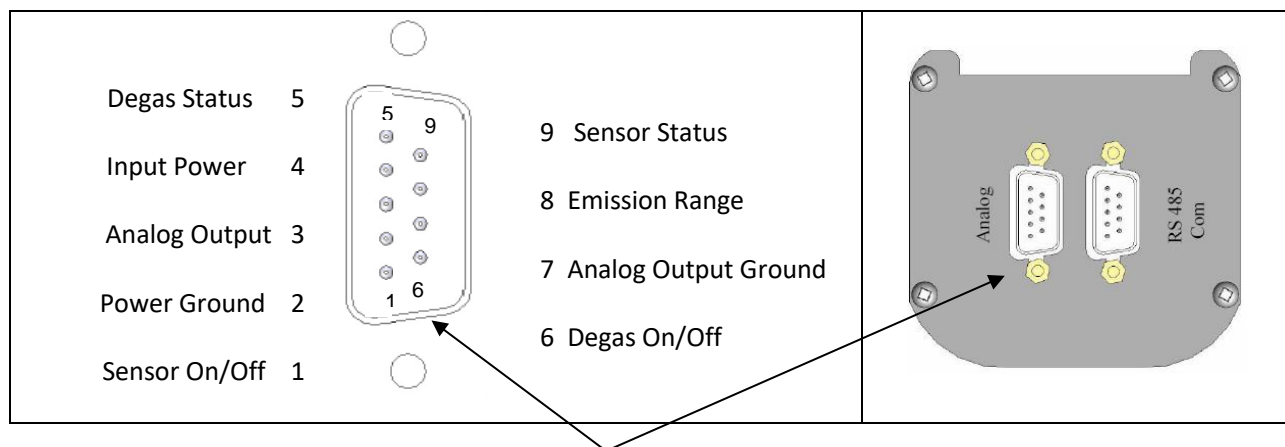 Degas Status 5
Input Power 4
Analog Output 3
Power Ground 2
Sensor On/Off 1
5
9
1
6
9 Sensor Status
8 Emission Range
7 Analog Output Ground
6 Degas On/Off
Analog
RS 485
Com